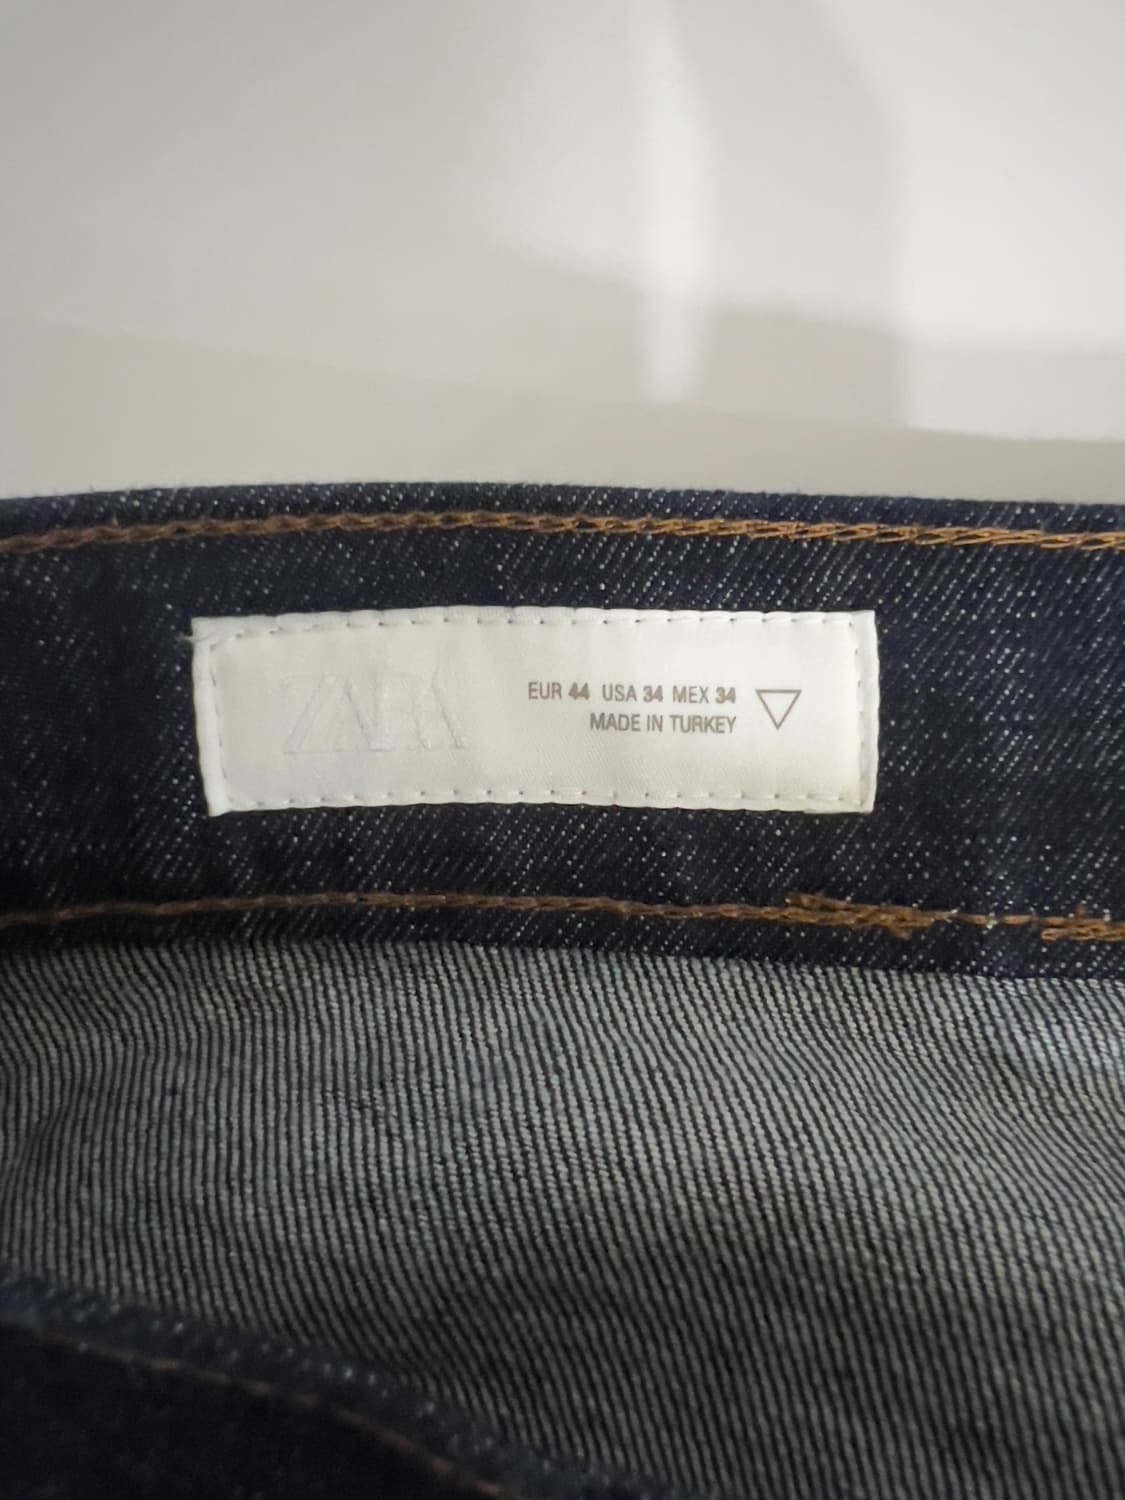 ZARA
EUR 44 USA 34 MEX 34
MADE IN TURKEY